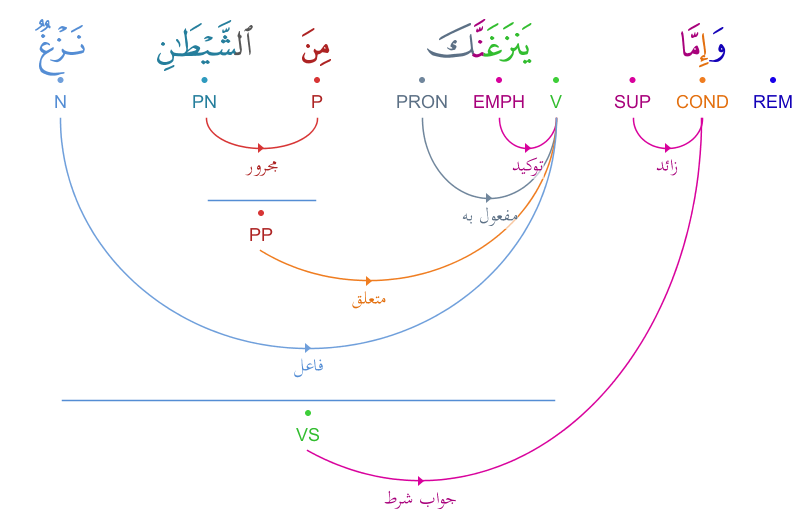 وَإِمَّا يَنزَغَنَّكَ مِنَ ٱلشَّيْطَٰنِ نَزْغٌ
REM COND SUP V EMPH PRON P PN N
توكيد زائد
مجرور
مفعول به
PP
متعلق
فاعل
VS
جواب شرط